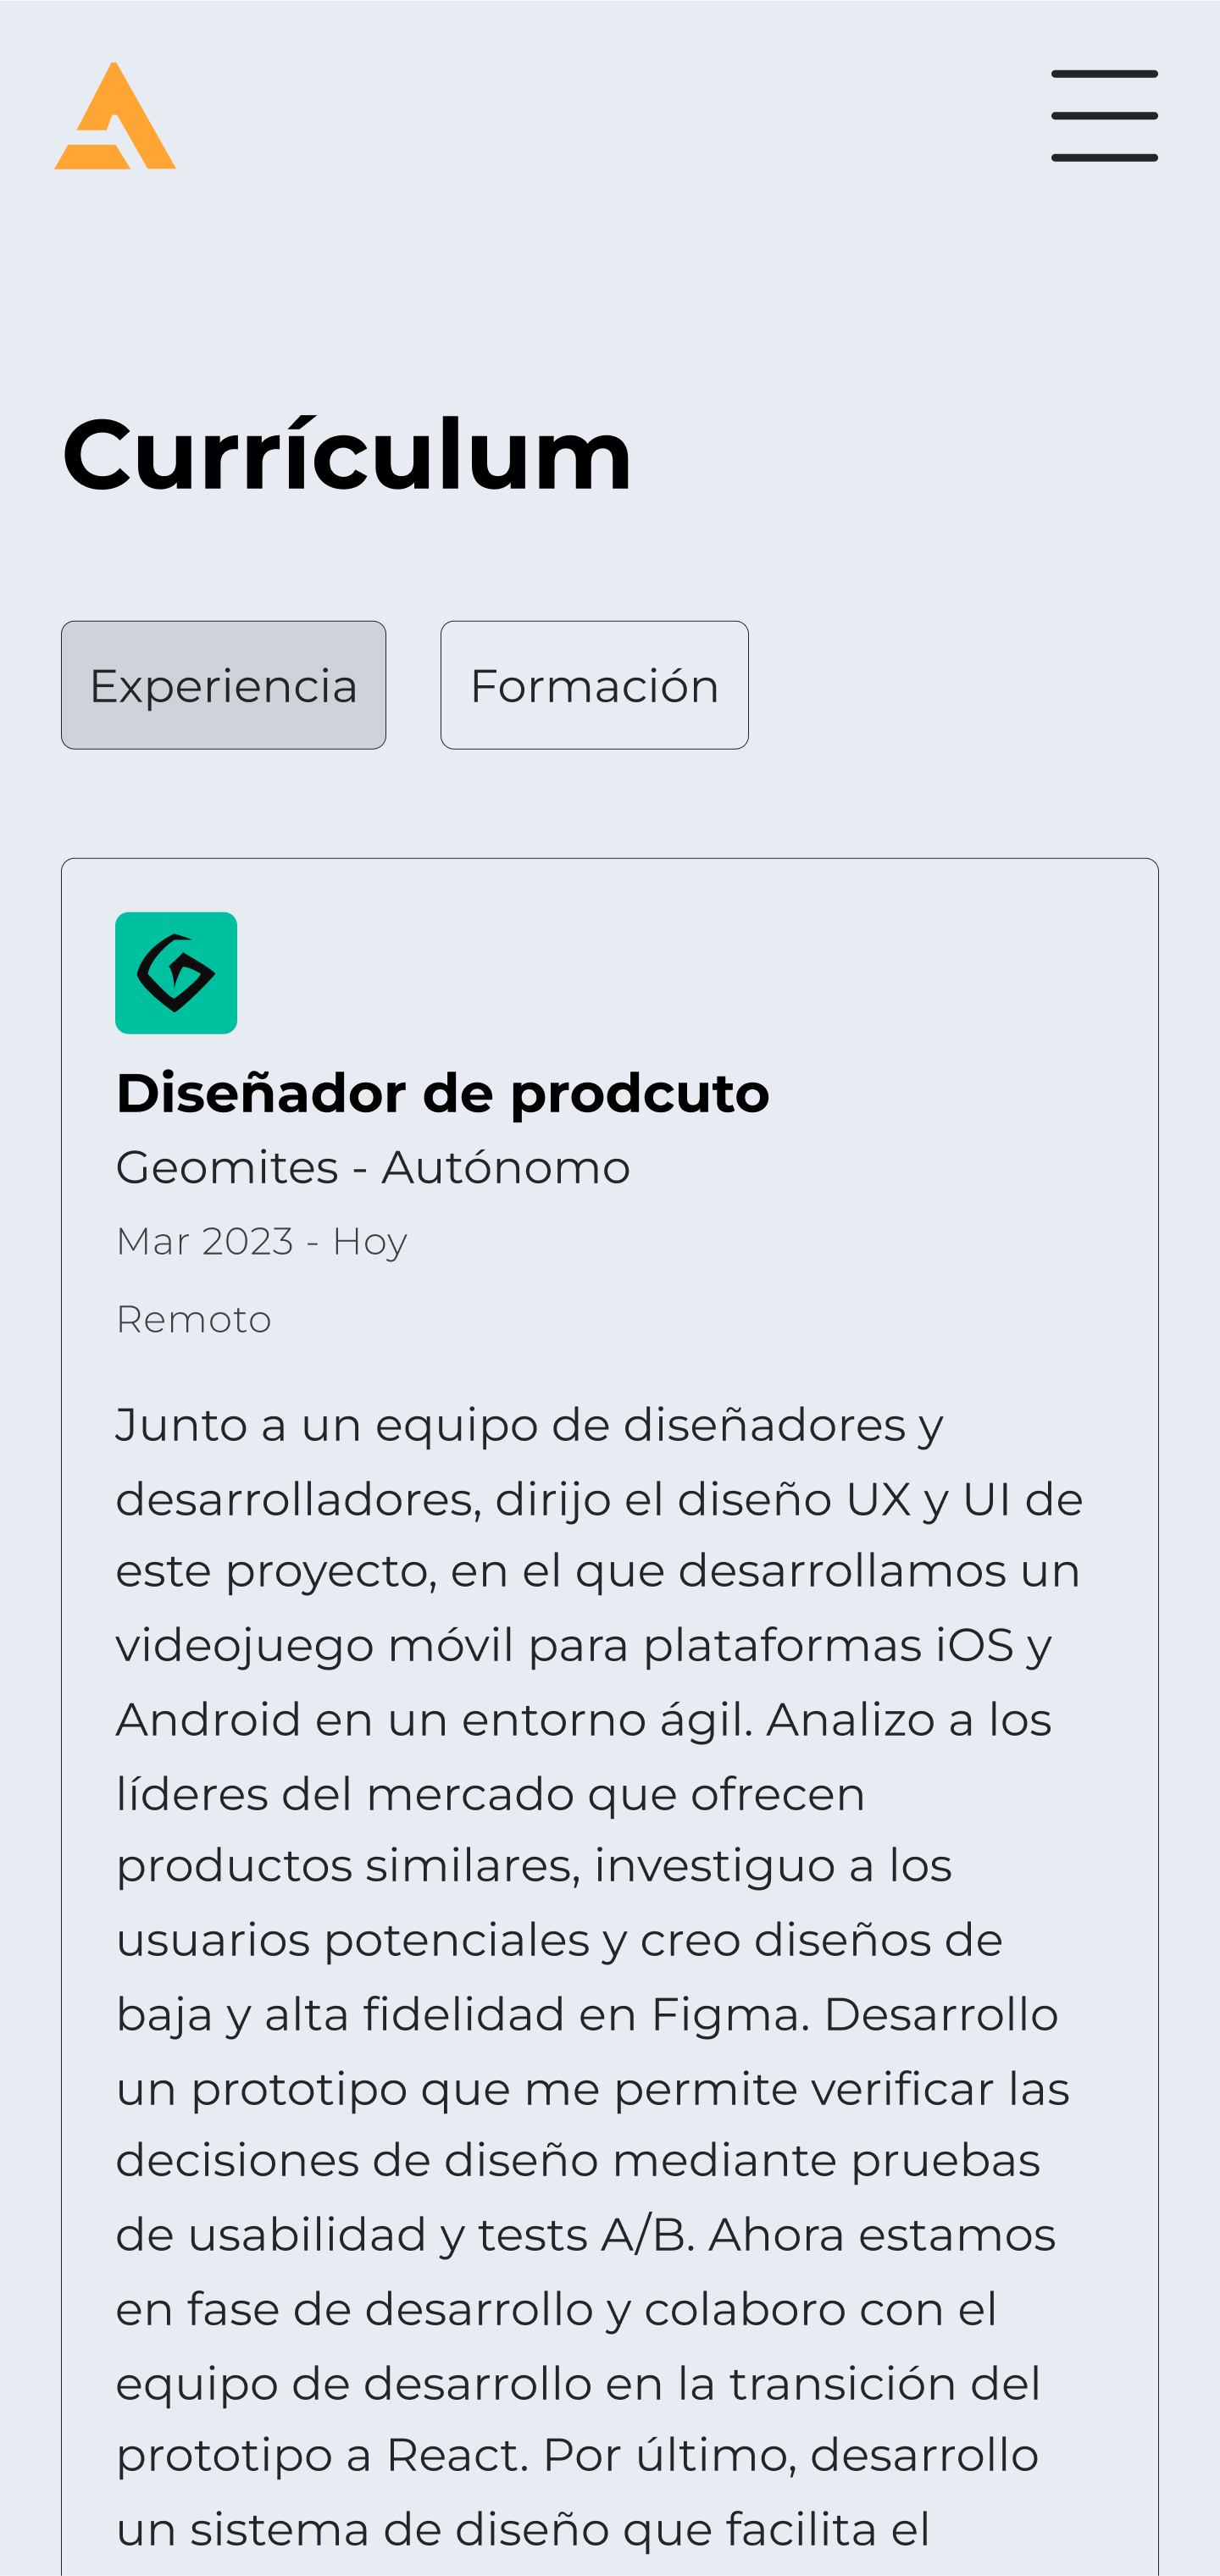 Currículum
Experiencia
Formación
Diseñador de prodcuto
Geomites - Autónomo
Mar 2023 - Hoy
Remoto
Junto a un equipo de diseñadores y
desarrolladores, dirijo el diseño UX y UI de
este proyecto, en el que desarrollamos un
videojuego móvil para plataformas iOS y
Android en un entorno ágil. Analizo a los
líderes del mercado que ofrecen
productos similares, investiguo a los
usuarios potenciales y creo diseños de
baja y alta fidelidad en Figma. Desarrollo
un prototipo que me permite verificar las
decisiones de diseño mediante pruebas
de usabilidad y tests A/B. Ahora estamos
en fase de desarrollo y colaboro con el
equipo de desarrollo en la transición del
prototipo a React. Por último, desarrollo
un sistema de diseño que facilita el